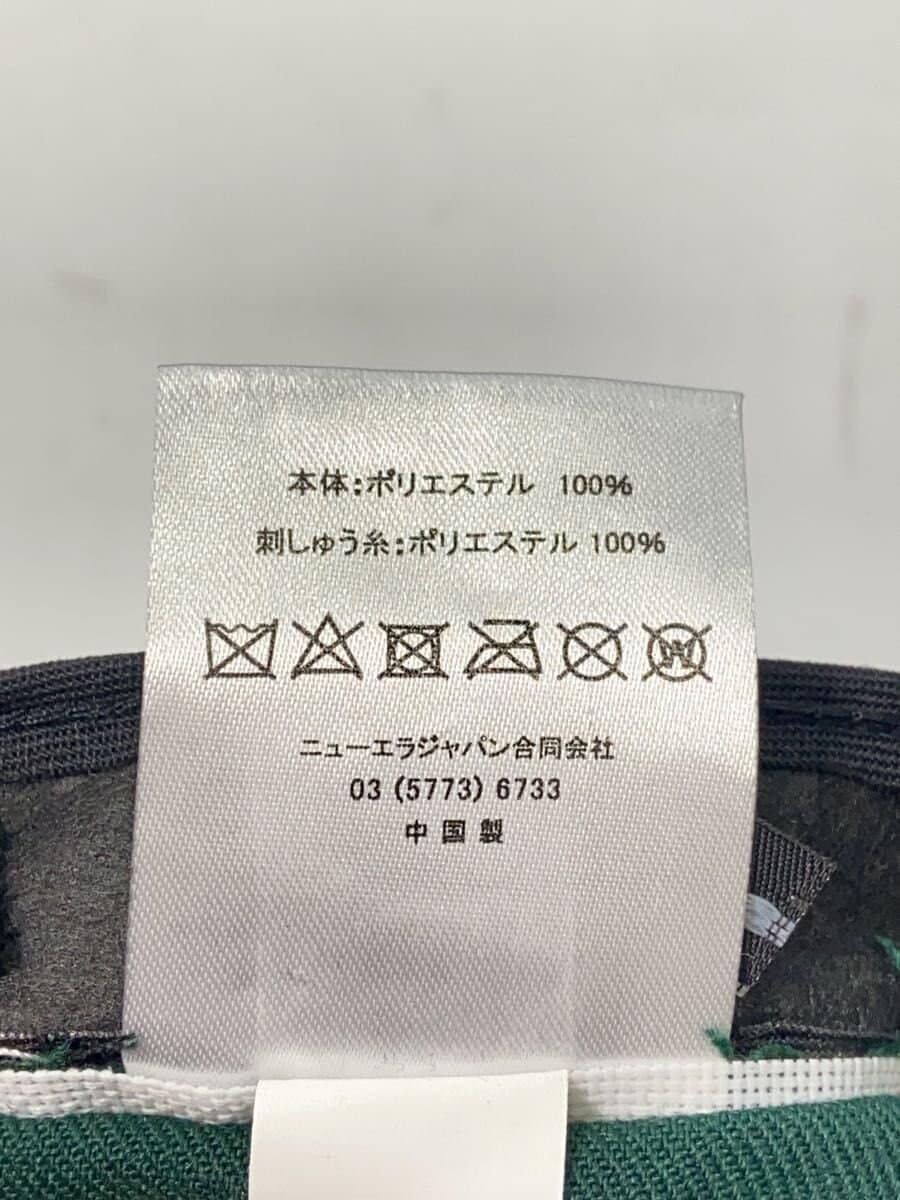 本体:ポリエステル 100%
刺しゅう糸:ポリエステル 100%
ニューエラジャパン合同会社
03 (5773) 6733
中国製